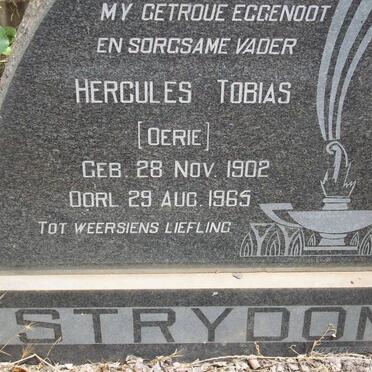 MY GETROUE EGGENOOT
EN SORGSAME VADER
HERCULES TOBIAS
[OERIE]
GEB. 28 NOV. 1902
OORL. 29 AUG. 1965
TOT WEERSIENS LIEFLING
STRYDOM